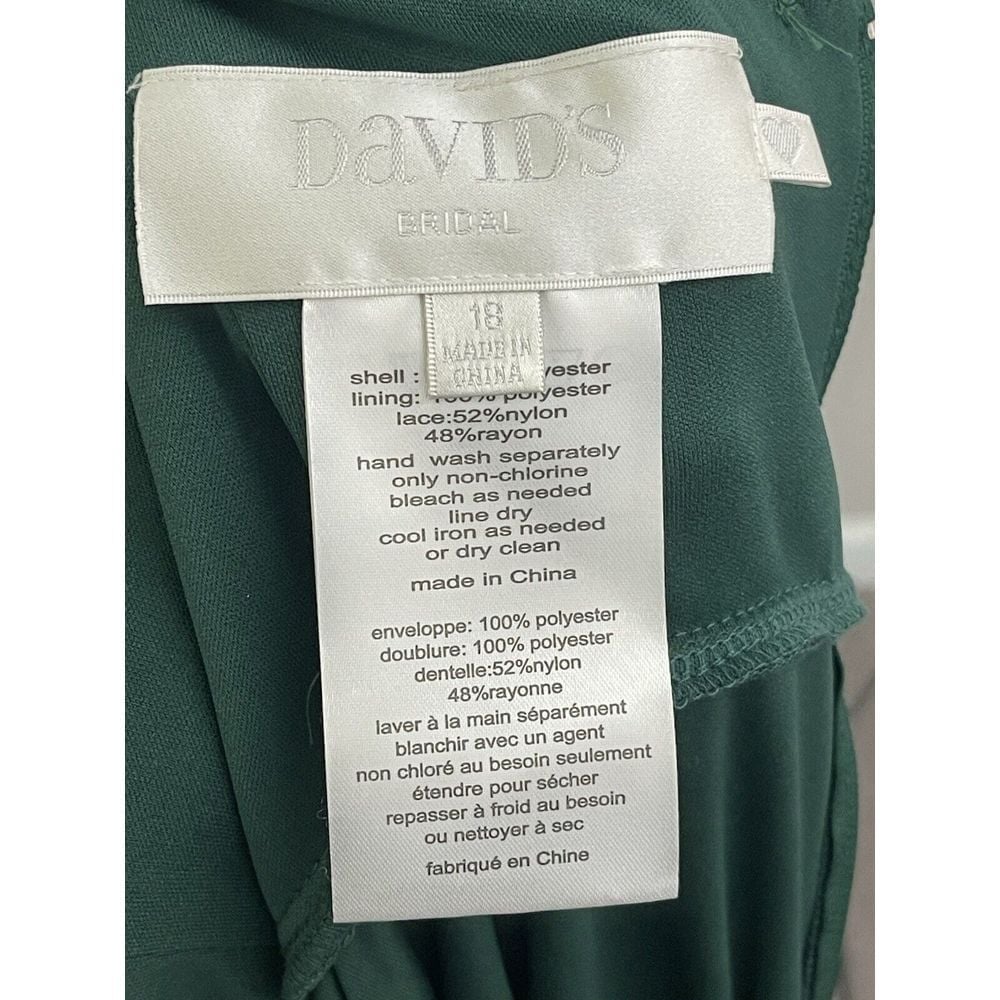 DaVID'S
BRIDAL
18
MADE IN
CHINA
shell : yester
lining: 100% polyester
lace:52%nylon
48%rayon
hand wash separately
only non-chlorine
bleach as needed
line dry
cool iron as needed
or dry clean
made in China
enveloppe: 100% polyester
doublure: 100% polyester
dentelle:52%nylon
48%rayonne
laver à la main séparément
blanchir avec un agent
non chloré au besoin seulement
étendre pour sécher
repasser à froid au besoin
ou nettoyer à sec
fabriqué en Chine